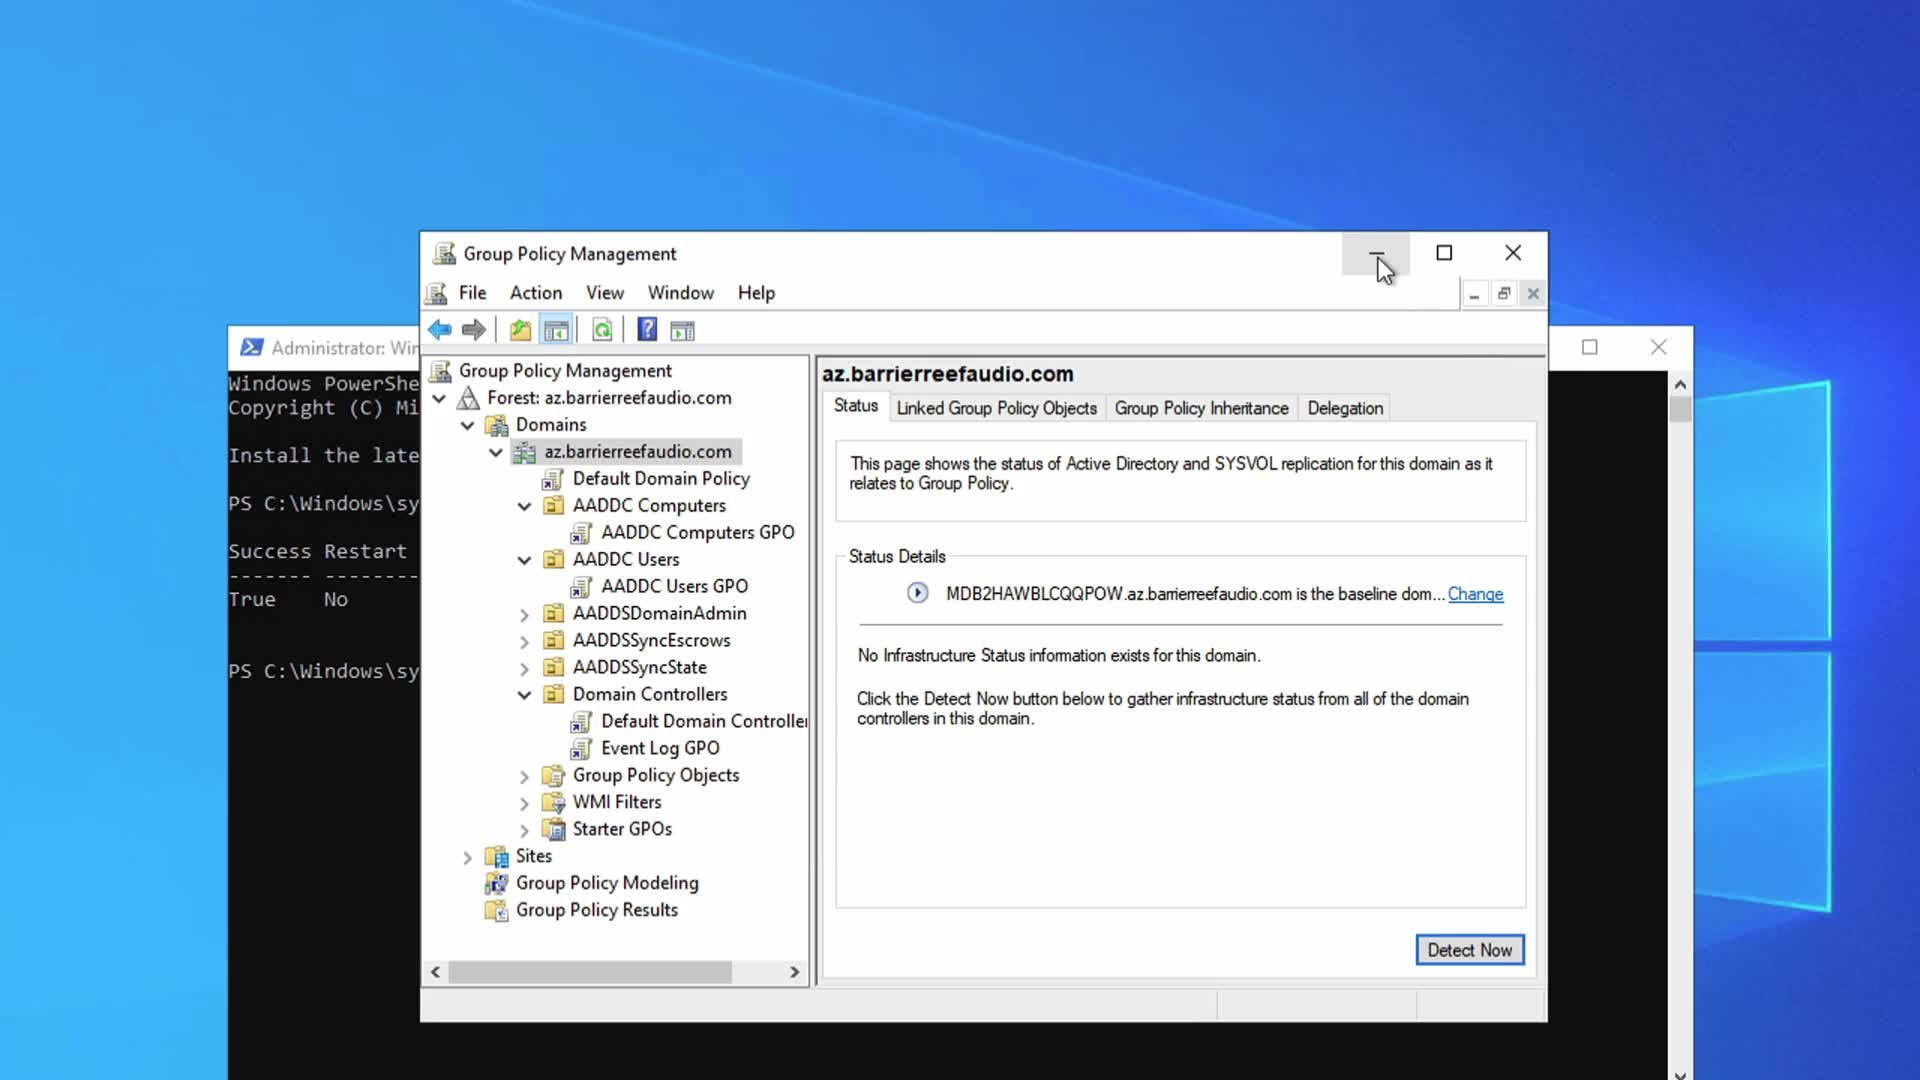 Group Policy Management
File Action View Window Help
Administrator: Wi
Windows PowerShe
Copyright (C) Mi
Install the late
PS C:\Windows\sy
Success Restart
------- --------
True No
PS C:\Windows\sy
Group Policy Management
Forest: az.barrierreefaudio.com
Domains
az.barrierreefaudio.com
Default Domain Policy
AADDC Computers
AADDC Computers GPO
AADDC Users
AADDC Users GPO
AADDSDomainAdmin
AADDSSyncEscrows
AADDSSyncState
Domain Controllers
Default Domain Controller
Event Log GPO
Group Policy Objects
WMI Filters
Starter GPOs
Sites
Group Policy Modeling
Group Policy Results
az.barrierreefaudio.com
Status Linked Group Policy Objects Group Policy Inheritance Delegation
This page shows the status of Active Directory and SYSVOL replication for this domain as it
relates to Group Policy.
Status Details
MDB2HAWBLCQQPOW.az.barrierreefaudio.com is the baseline dom... Change
No Infrastructure Status information exists for this domain.
Click the Detect Now button below to gather infrastructure status from all of the domain
controllers in this domain.
Detect Now